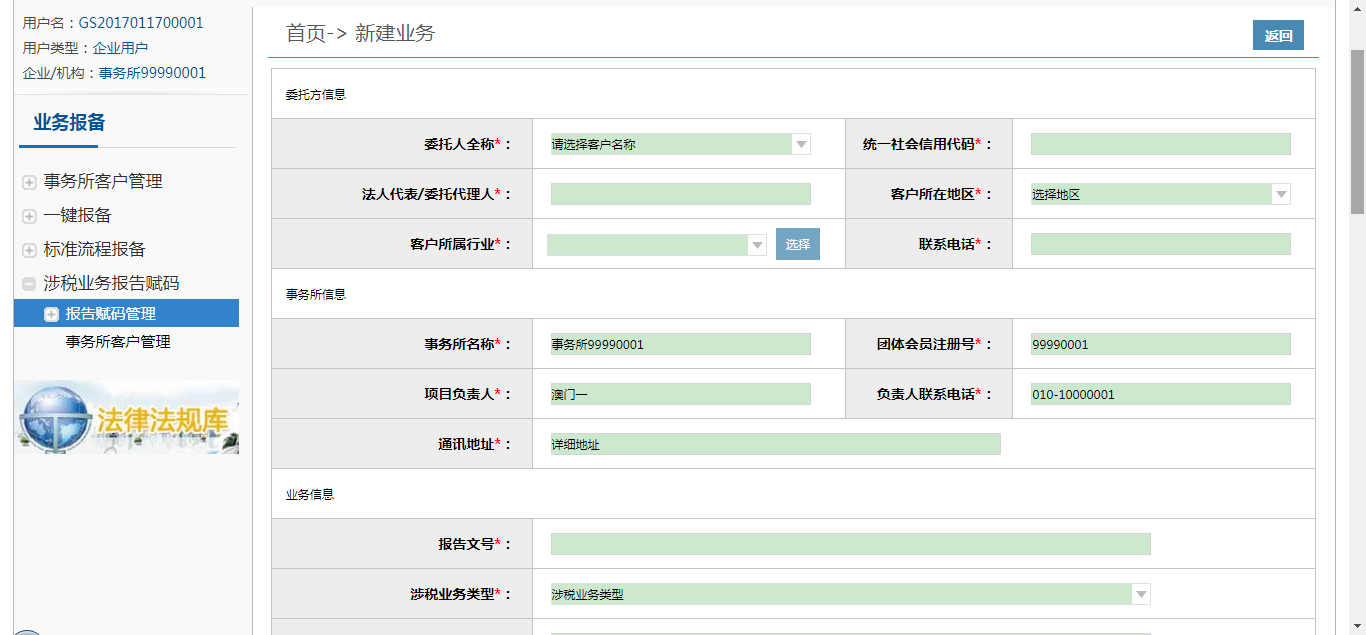 用户名：GS2017011700001
用户类型：企业用户
企业/机构：事务所99990001
业务报备
事务所客户管理
一键报备
标准流程报备
涉税业务报告赋码
报告赋码管理
事务所客户管理
法律法规库
首页-> 新建业务
返回
委托方信息
委托人全称*： 请选择客户名称 统一社会信用代码*：
法人代表/委托代理人*： 客户所在地区*： 选择地区
客户所属行业*： 选择 联系电话*：
事务所信息
事务所名称*： 事务所99990001 团体会员注册号*： 99990001
项目负责人*： 澳门一 负责人联系电话*： 010-10000001
通讯地址*： 详细地址
业务信息
报告文号*：
涉税业务类型*： 涉税业务类型